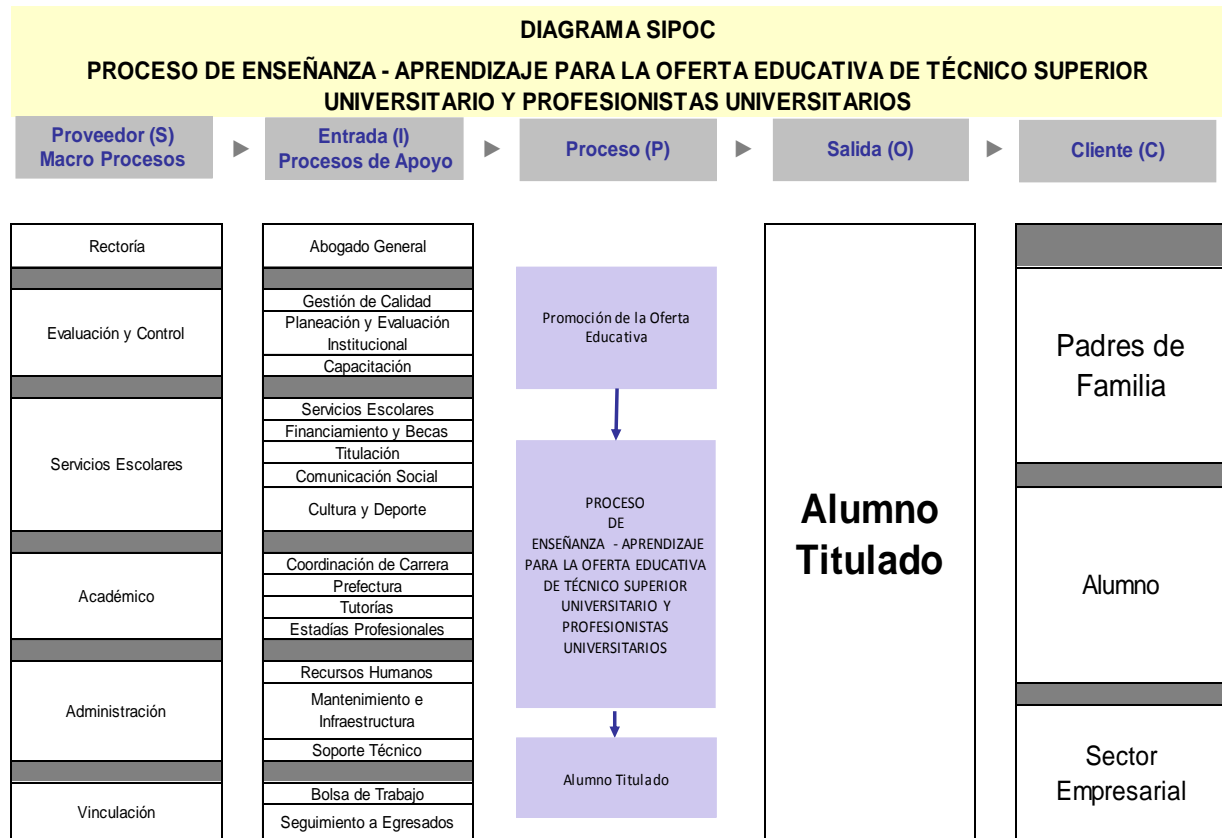 DIAGRAMA SIPOC
PROCESO DE ENSEÑANZA - APRENDIZAJE PARA LA OFERTA EDUCATIVA DE TÉCNICO SUPERIOR
UNIVERSITARIO Y PROFESIONISTAS UNIVERSITARIOS
Proveedor (S)
Macro Procesos
Entrada (I)
Procesos de Apoyo
Proceso (P)
Salida (O)
Cliente (C)
Rectoría
Evaluación y Control
Servicios Escolares
Académico
Administración
Vinculación
Abogado General
Gestión de Calidad
Planeación y Evaluación
Institucional
Capacitación
Servicios Escolares
Financiamiento y Becas
Titulación
Comunicación Social
Cultura y Deporte
Coordinación de Carrera
Prefectura
Tutorías
Estadías Profesionales
Recursos Humanos
Mantenimiento e
Infraestructura
Soporte Técnico
Bolsa de Trabajo
Seguimiento a Egresados
Promoción de la Oferta
Educativa
PROCESO
DE
ENSEÑANZA - APRENDIZAJE
PARA LA OFERTA EDUCATIVA
DE TÉCNICO SUPERIOR
UNIVERSITARIO Y
PROFESIONISTAS
UNIVERSITARIOS
Alumno Titulado
Alumno
Titulado
Padres de
Familia
Alumno
Sector
Empresarial